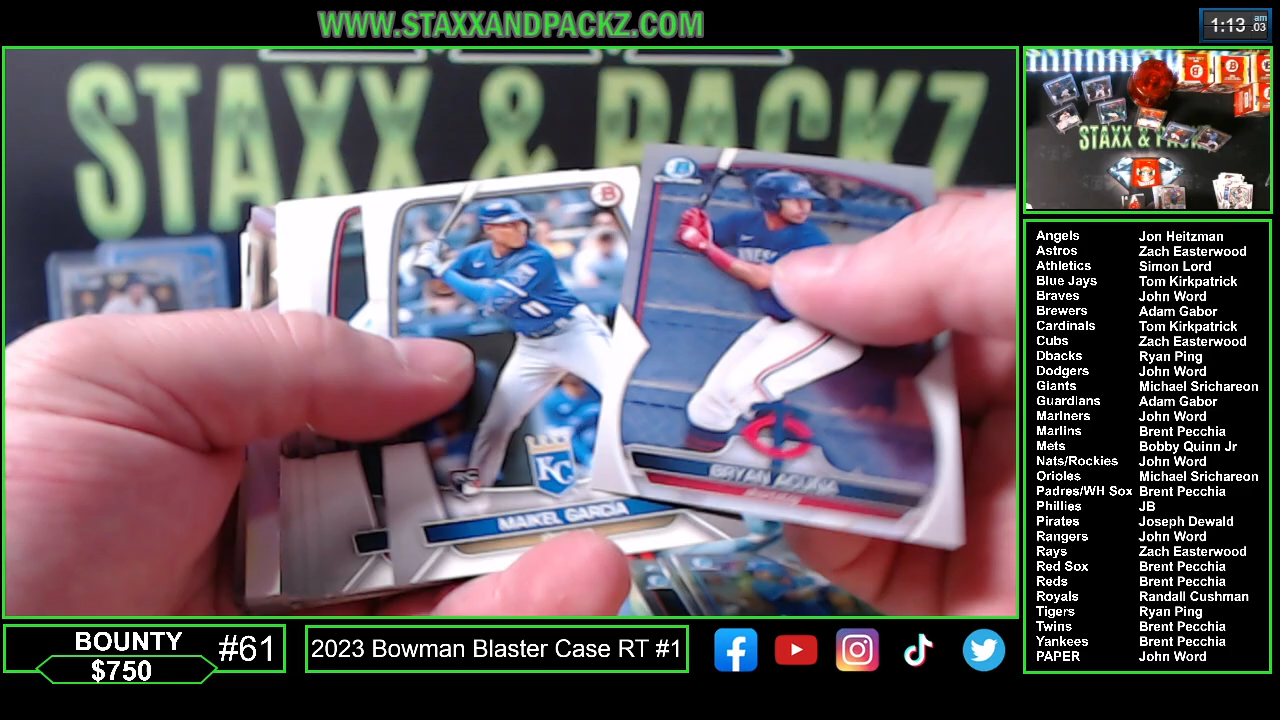 WWW.STAXXANDPACKZ.COM
1:13 am .03
STAXX & PACKZ
B
B
11
KC
MAIKEL GARCIA
BRYAN ACUNA
STAXX & PACKZ
Angels Jon Heitzman
Astros Zach Easterwood
Athletics Simon Lord
Blue Jays Tom Kirkpatrick
Braves John Word
Brewers Adam Gabor
Cardinals Tom Kirkpatrick
Cubs Zach Easterwood
Dbacks Ryan Ping
Dodgers John Word
Giants Michael Srichareon
Guardians Adam Gabor
Mariners John Word
Marlins Brent Pecchia
Mets Bobby Quinn Jr
Nats/Rockies John Word
Orioles Michael Srichareon
Padres/WH Sox Brent Pecchia
Phillies JB
Pirates Joseph Dewald
Rangers John Word
Rays Zach Easterwood
Red Sox Brent Pecchia
Reds Brent Pecchia
Royals Randall Cushman
Tigers Ryan Ping
Twins Brent Pecchia
Yankees Brent Pecchia
PAPER John Word
BOUNTY #61
$750
2023 Bowman Blaster Case RT #1